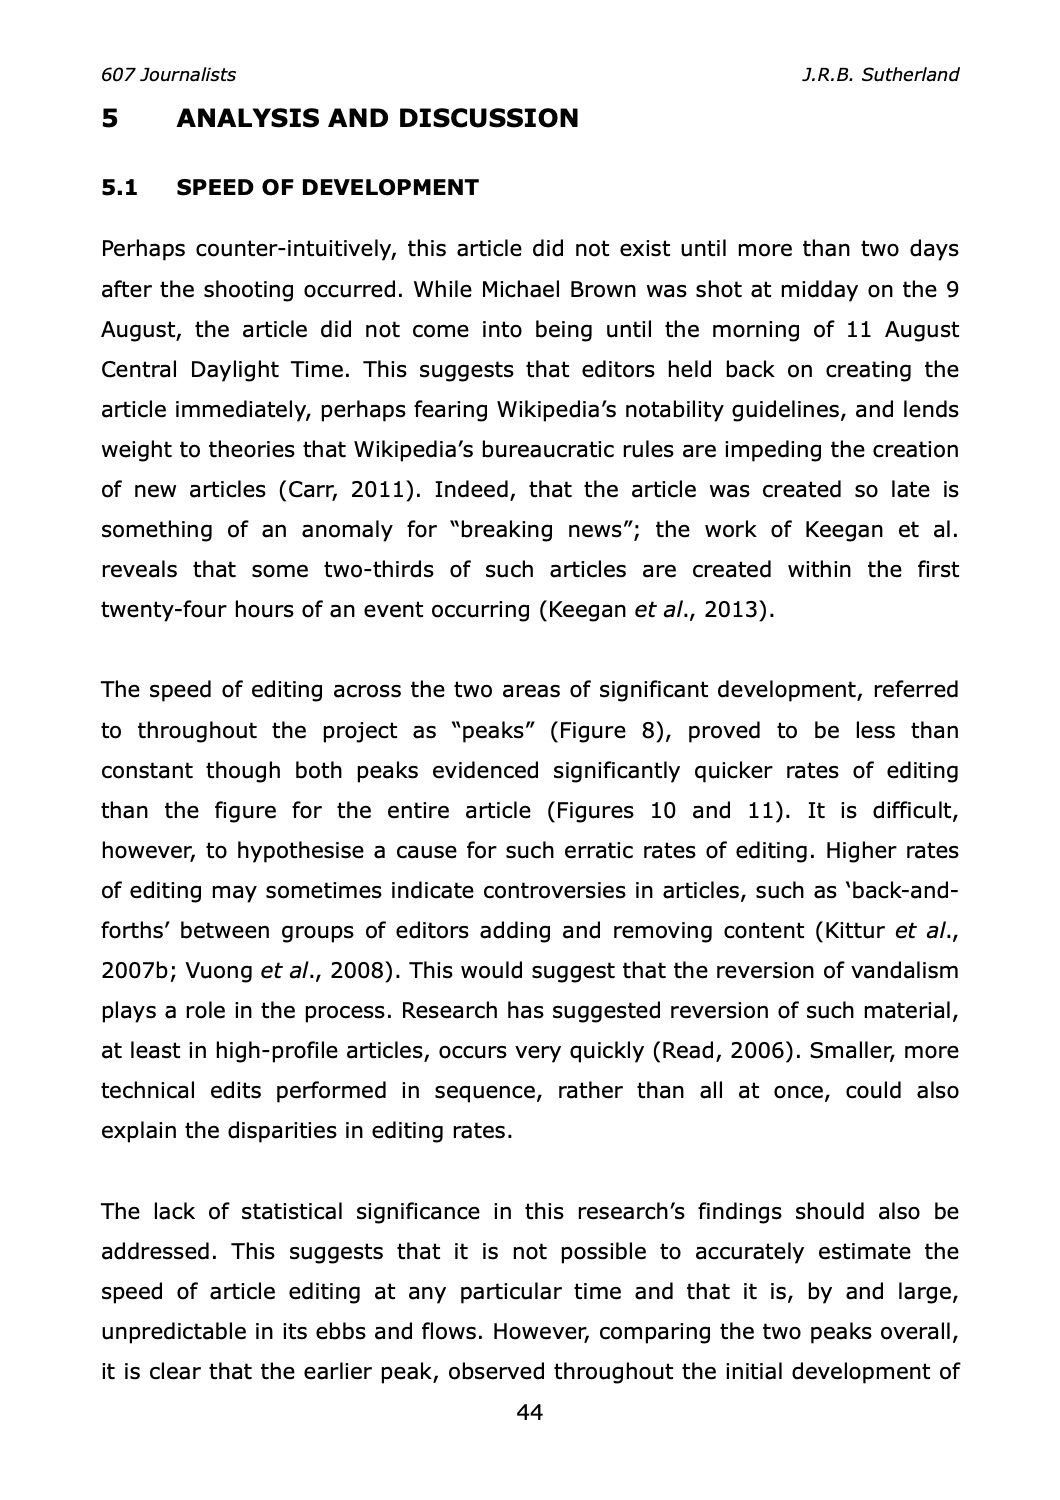 607 Journalists J.R.B. Sutherland
5 ANALYSIS AND DISCUSSION
5.1 SPEED OF DEVELOPMENT
Perhaps counter-intuitively, this article did not exist until more than two days
after the shooting occurred. While Michael Brown was shot at midday on the 9
August, the article did not come into being until the morning of 11 August
Central Daylight Time. This suggests that editors held back on creating the
article immediately, perhaps fearing Wikipedia’s notability guidelines, and lends
weight to theories that Wikipedia’s bureaucratic rules are impeding the creation
of new articles (Carr, 2011). Indeed, that the article was created so late is
something of an anomaly for “breaking news”; the work of Keegan et al.
reveals that some two-thirds of such articles are created within the first
twenty-four hours of an event occurring (Keegan et al., 2013).
The speed of editing across the two areas of significant development, referred
to throughout the project as “peaks” (Figure 8), proved to be less than
constant though both peaks evidenced significantly quicker rates of editing
than the figure for the entire article (Figures 10 and 11). It is difficult,
however, to hypothesise a cause for such erratic rates of editing. Higher rates
of editing may sometimes indicate controversies in articles, such as ‘back-and-
forths’ between groups of editors adding and removing content (Kittur et al.,
2007b; Vuong et al., 2008). This would suggest that the reversion of vandalism
plays a role in the process. Research has suggested reversion of such material,
at least in high-profile articles, occurs very quickly (Read, 2006). Smaller, more
technical edits performed in sequence, rather than all at once, could also
explain the disparities in editing rates.
The lack of statistical significance in this research’s findings should also be
addressed. This suggests that it is not possible to accurately estimate the
speed of article editing at any particular time and that it is, by and large,
unpredictable in its ebbs and flows. However, comparing the two peaks overall,
it is clear that the earlier peak, observed throughout the initial development of
44